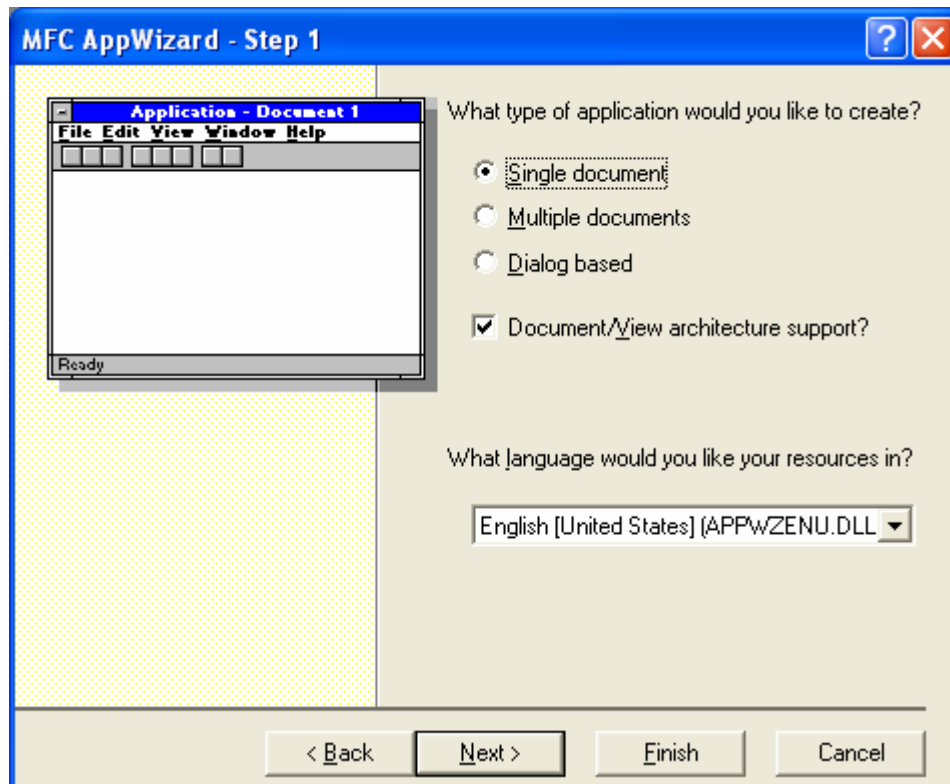 MFC AppWizard - Step 1
Application - Document 1
File Edit View Window Help
Ready
What type of application would you like to create?
Single document
Multiple documents
Dialog based
Document/View architecture support?
What language would you like your resources in?
English [United States] (APPWZENU.DLL
< Back Next > Finish Cancel